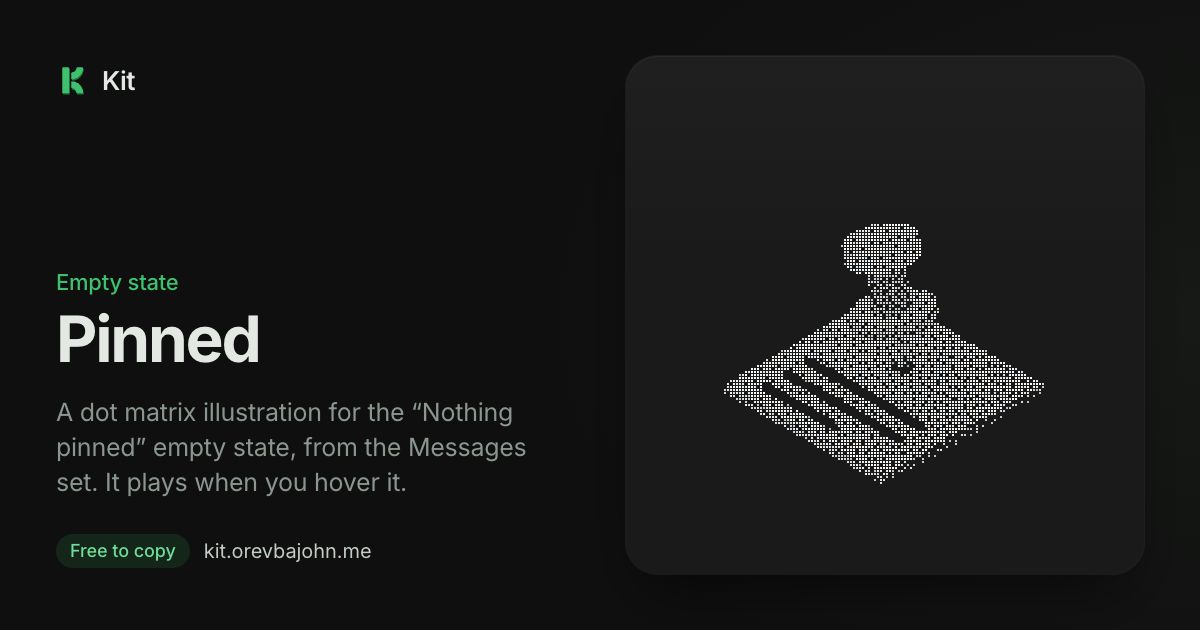 Kit
Empty state
Pinned
A dot matrix illustration for the “Nothing
pinned” empty state, from the Messages
set. It plays when you hover it.
Free to copy
kit.orevbajohn.me